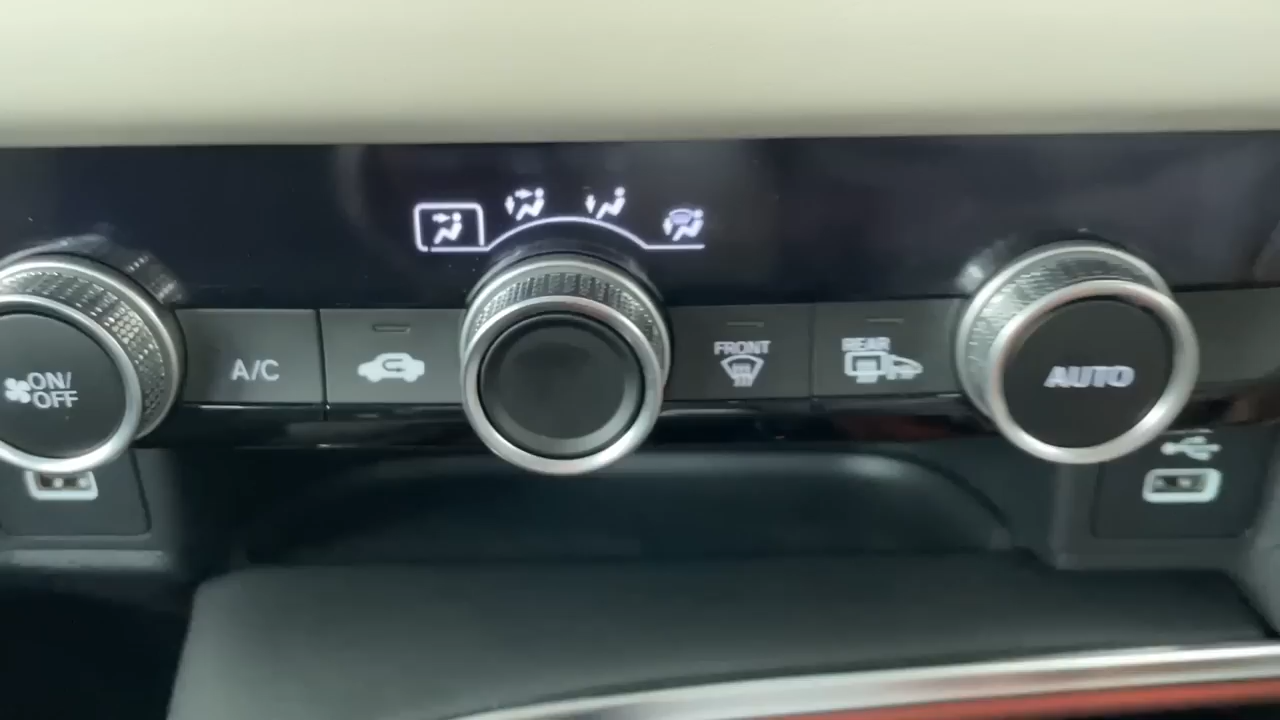 ON/
OFF
A/C
FRONT
REAR
AUTO